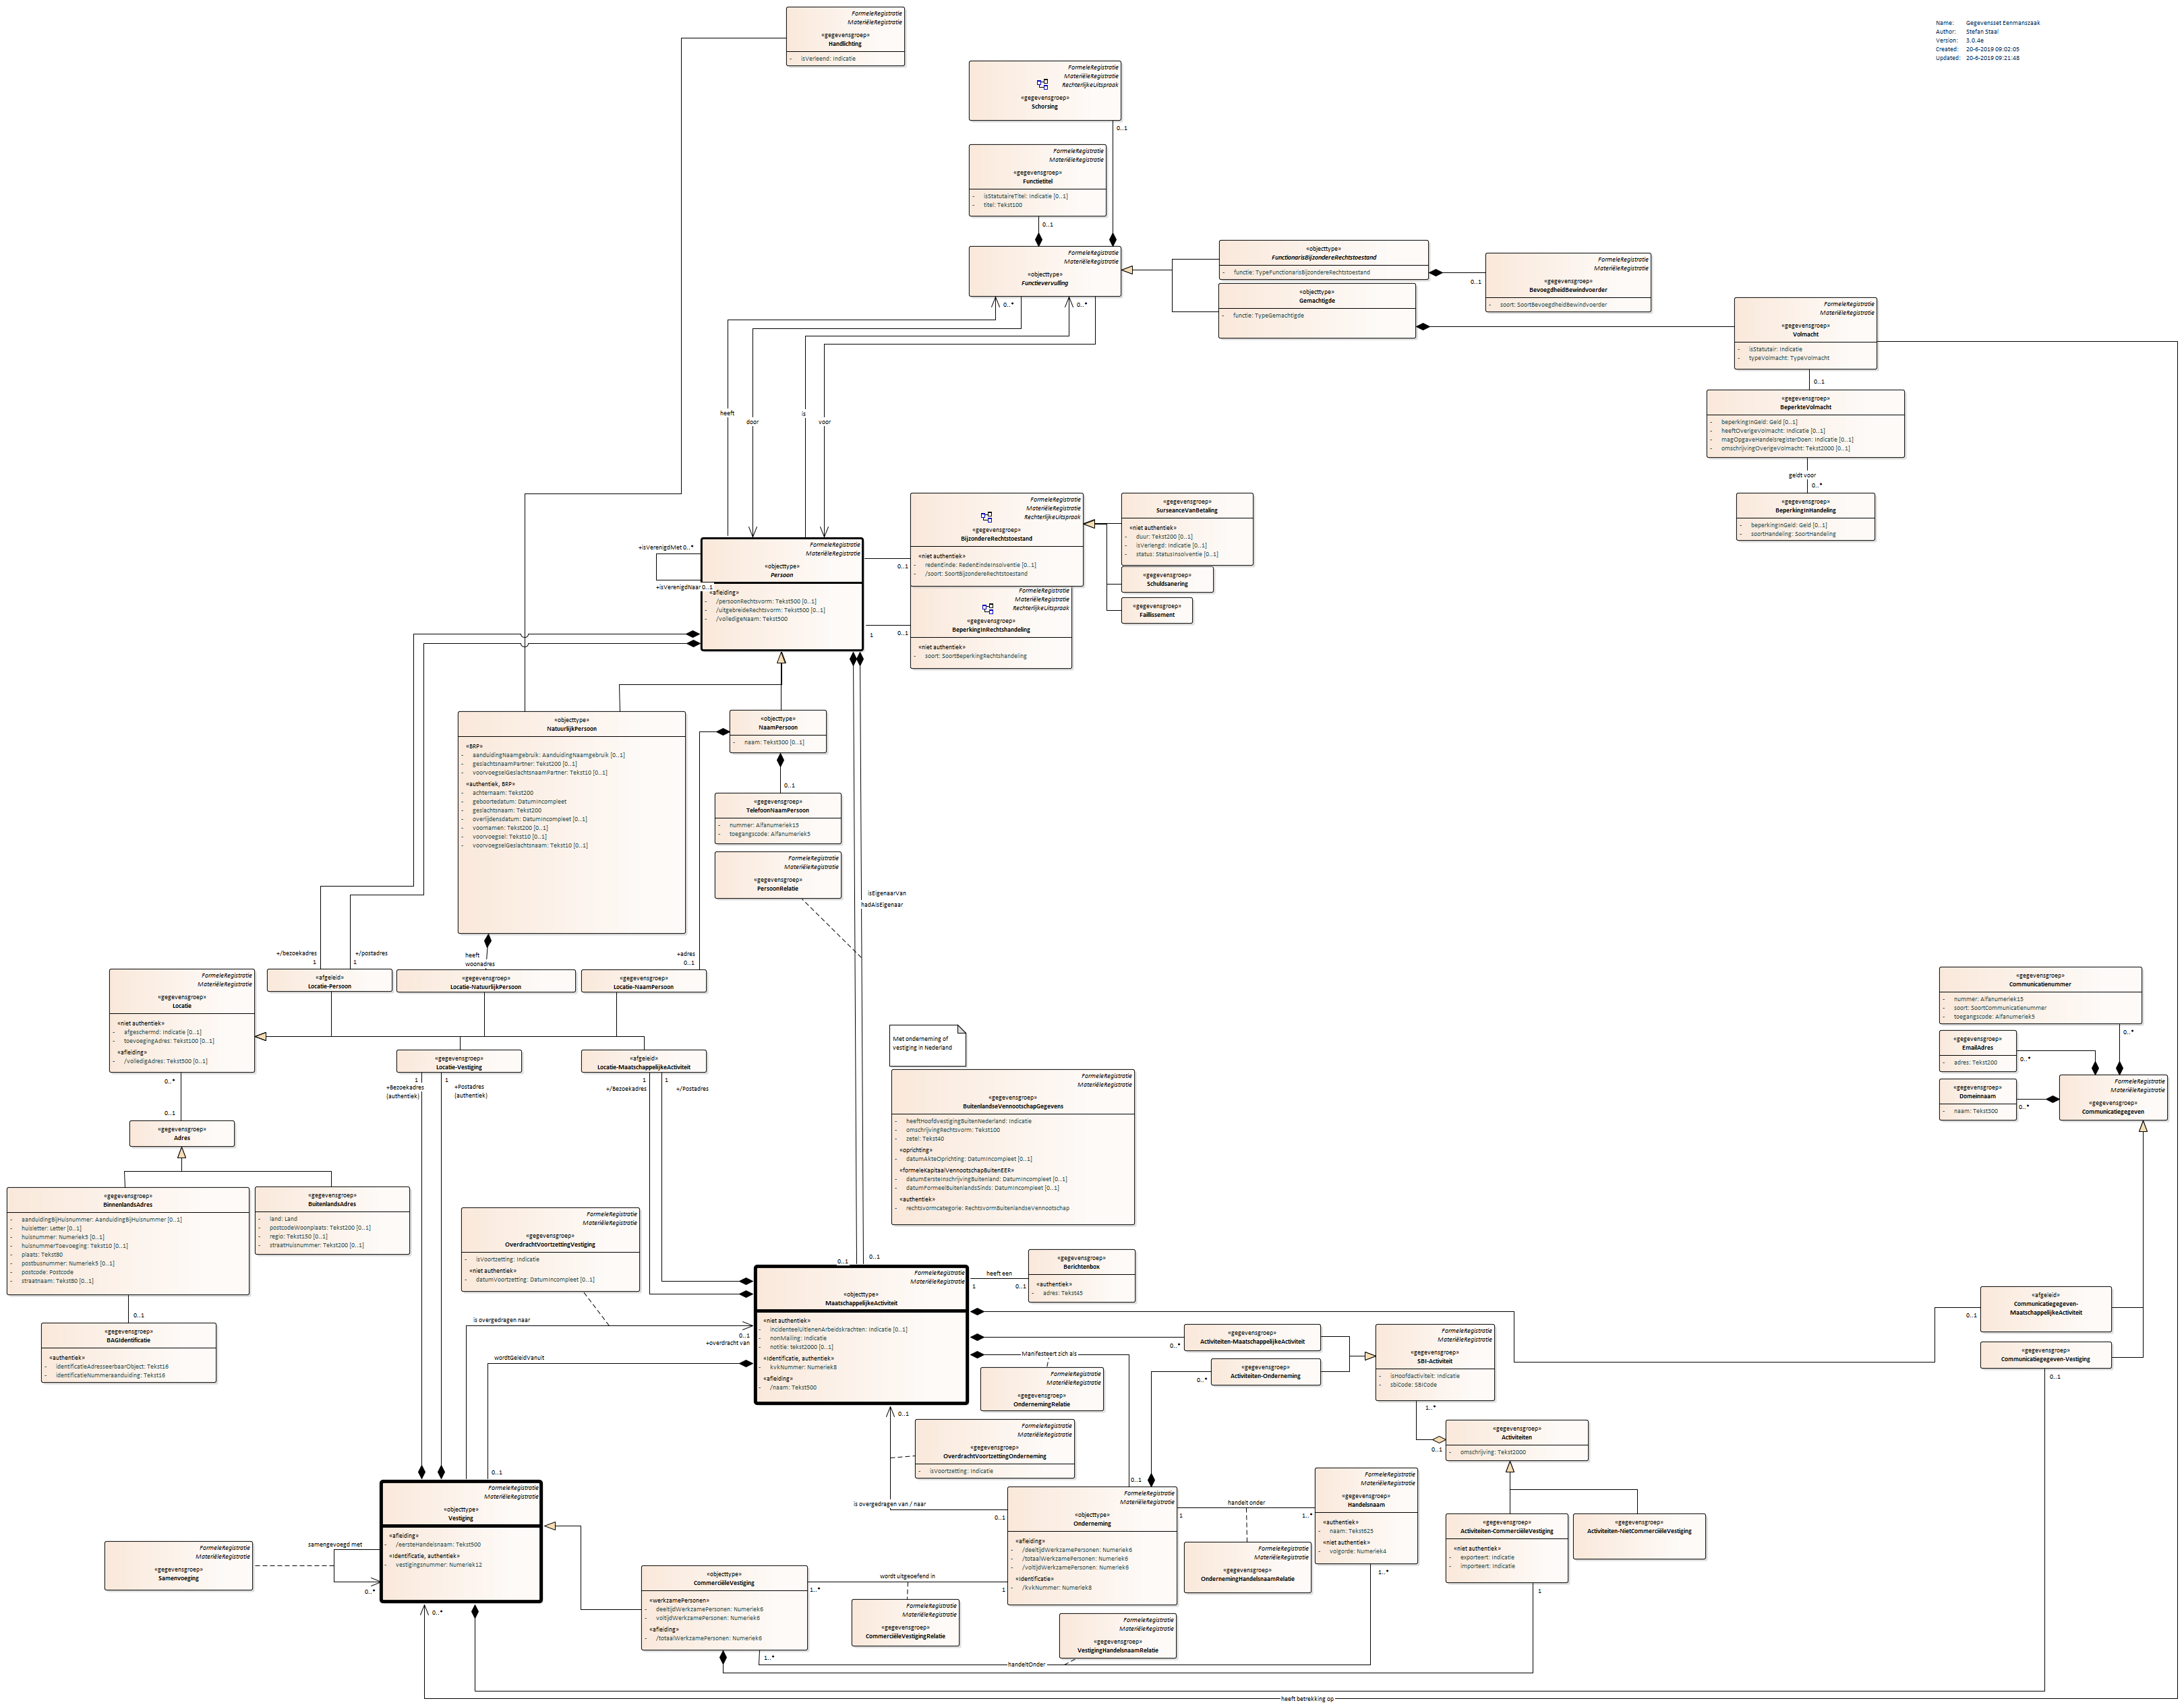 FormeleRegistratie
MateriëleRegistratie
«gegevensgroep»
Handlichting
- isVerleend: Indicatie
Name: Gegevensset Eenmanszaak
Author: Stefan Staal
Version: 3.0.4e
Created: 20-6-2019 09:02:05
Updated: 20-6-2019 09:21:48
FormeleRegistratie
MateriëleRegistratie
RechterlijkeUitspraak
«gegevensgroep»
Schorsing
0..1
FormeleRegistratie
MateriëleRegistratie
«gegevensgroep»
Functietitel
- isStatutaireTitel: Indicatie [0..1]
- titel: Tekst100
0..1
FormeleRegistratie
MateriëleRegistratie
«objecttype»
Functievervulling
0..*
0..*
«objecttype»
FunctionarisBijzondereRechtstoestand
- functie: TypeFunctionarisBijzondereRechtstoestand
0..1
FormeleRegistratie
MateriëleRegistratie
«gegevensgroep»
BevoegdheidBewindvoerder
- soort: SoortBevoegdheidBewindvoerder
«objecttype»
Gemachtigde
- functie: TypeGemachtigde
FormeleRegistratie
MateriëleRegistratie
«gegevensgroep»
Volmacht
- isStatutair: Indicatie
- typeVolmacht: TypeVolmacht
0..1
«gegevensgroep»
BeperkteVolmacht
- beperkingInGeld: Geld [0..1]
- heeftOverigeVolmacht: Indicatie [0..1]
- magOpgaveHandelsregisterDoen: Indicatie [0..1]
- omschrijvingOverigeVolmacht: Tekst2000 [0..1]
geldt voor
0..*
«gegevensgroep»
BeperkingInHandeling
- beperkingInGeld: Geld [0..1]
- soortHandeling: SoortHandeling
heeft
door
is
voor
FormeleRegistratie
MateriëleRegistratie
RechterlijkeUitspraak
«gegevensgroep»
BijzondereRechtstoestand
«niet authentiek»
- redenEinde: RedenEindeInsolventie [0..1]
- /soort: SoortBijzondereRechtstoestand
0..1
«gegevensgroep»
SurseanceVanBetaling
«niet authentiek»
- duur: Tekst200 [0..1]
- isVerlengd: Indicatie [0..1]
- status: StatusInsolventie [0..1]
«gegevensgroep»
Schuldsanering
«gegevensgroep»
Faillissement
FormeleRegistratie
MateriëleRegistratie
RechterlijkeUitspraak
«gegevensgroep»
BeperkingInRechtshandeling
«niet authentiek»
- soort: SoortBeperkingRechtshandeling
1
0..1
+isVerenigdMet 0..*
+isVerenigdNaar 0..1
FormeleRegistratie
MateriëleRegistratie
«objecttype»
Persoon
«afleiding»
- /persoonRechtsvorm: Tekst500 [0..1]
- /uitgebreideRechtsvorm: Tekst500 [0..1]
- /volledigeNaam: Tekst500
«objecttype»
NatuurlijkPersoon
«BRP»
- aanduidingNaamgebruik: AanduidingNaamgebruik [0..1]
- geslachtsnaamPartner: Tekst200 [0..1]
- voorvoegselGeslachtsnaamPartner: Tekst10 [0..1]
«authentiek, BRP»
- achternaam: Tekst200
- geboortedatum: DatumIncompleet
- geslachtsnaam: Tekst200
- overlijdensdatum: DatumIncompleet [0..1]
- voornamen: Tekst200 [0..1]
- voorvoegsel: Tekst10 [0..1]
- voorvoegselGeslachtsnaam: Tekst10 [0..1]
«objecttype»
NaamPersoon
- naam: Tekst300 [0..1]
0..1
«gegevensgroep»
TelefoonNaamPersoon
- nummer: Alfanumeriek15
- toegangscode: Alfanumeriek5
FormeleRegistratie
MateriëleRegistratie
«gegevensgroep»
PersoonRelatie
isEigenaarVan
hadAlsEigenaar
+/bezoekadres
1
+/postadres
1
heeft
woonadres
+adres
0..1
FormeleRegistratie
MateriëleRegistratie
«gegevensgroep»
Locatie
«niet authentiek»
- afgeschermd: Indicatie [0..1]
- toevoegingAdres: Tekst100 [0..1]
«afleiding»
- /volledigAdres: Tekst500 [0..1]
«afgeleid»
Locatie-Persoon
«gegevensgroep»
Locatie-NatuurlijkPersoon
«gegevensgroep»
Locatie-NaamPersoon
«gegevensgroep»
Locatie-Vestiging
«afgeleid»
Locatie-MaatschappelijkeActiviteit
1
+Bezoekadres
(authentiek)
1
+Postadres
(authentiek)
1
+/Bezoekadres
1
+/Postadres
0..*
0..1
«gegevensgroep»
Adres
«gegevensgroep»
BinnenlandsAdres
- aanduidingBijHuisnummer: AanduidingBijHuisnummer [0..1]
- huisletter: Letter [0..1]
- huisnummer: Numeriek5 [0..1]
- huisnummerToevoeging: Tekst10 [0..1]
- plaats: Tekst80
- postbusnummer: Numeriek5 [0..1]
- postcode: Postcode
- straatnaam: Tekst80 [0..1]
«gegevensgroep»
BuitenlandsAdres
- land: Land
- postcodeWoonplaats: Tekst200 [0..1]
- regio: Tekst150 [0..1]
- straatHuisnummer: Tekst200 [0..1]
0..1
«gegevensgroep»
BAGIdentificatie
«authentiek»
- identificatieAdresseerbaarObject: Tekst16
- identificatieNummeraanduiding: Tekst16
Met onderneming of
vestiging in Nederland
FormeleRegistratie
MateriëleRegistratie
«gegevensgroep»
BuitenlandseVennootschapGegevens
- heeftHoofdvestigingBuitenNederland: Indicatie
- omschrijvingRechtsvorm: Tekst100
- zetel: Tekst40
«oprichting»
- datumAkteOprichting: DatumIncompleet [0..1]
«formeleKapitaalVennootschapBuitenEER»
- datumEersteInschrijvingBuitenland: DatumIncompleet [0..1]
- datumFormeelBuitenlandsSinds: DatumIncompleet [0..1]
«authentiek»
- rechtsvormcategorie: RechtsvormBuitenlandseVennootschap
«gegevensgroep»
Communicatienummer
- nummer: Alfanumeriek15
- soort: SoortCommunicatienummer
- toegangscode: Alfanumeriek5
0..*
«gegevensgroep»
EmailAdres
- adres: Tekst200
0..*
«gegevensgroep»
Domeinnaam
- naam: Tekst300
0..*
FormeleRegistratie
MateriëleRegistratie
«gegevensgroep»
Communicatiegegeven
FormeleRegistratie
MateriëleRegistratie
«gegevensgroep»
OverdrachtVoortzettingVestiging
- isVoortzetting: Indicatie
«niet authentiek»
- datumVoortzetting: DatumIncompleet [0..1]
0..1
0..1
FormeleRegistratie
MateriëleRegistratie
«objecttype»
MaatschappelijkeActiviteit
«niet authentiek»
- incidenteelUitlenenArbeidskrachten: Indicatie [0..1]
- nonMailing: Indicatie
- notitie: tekst2000 [0..1]
«identificatie, authentiek»
- kvkNummer: Numeriek8
«afleiding»
- /naam: Tekst500
heeft een
1
0..1
«gegevensgroep»
Berichtenbox
«authentiek»
- adres: Tekst45
is overgedragen naar
0..1
+overdracht van
wordtGeleidVanuit
0..1
«gegevensgroep»
Activiteiten-MaatschappelijkeActiviteit
0..*
«gegevensgroep»
Activiteiten-Onderneming
0..*
Manifesteert zich als
FormeleRegistratie
MateriëleRegistratie
«gegevensgroep»
OndernemingRelatie
FormeleRegistratie
MateriëleRegistratie
«gegevensgroep»
SBI-Activiteit
- isHoofdactiviteit: Indicatie
- sbiCode: SBICode
1..*
0..1
«gegevensgroep»
Activiteiten
- omschrijving: Tekst2000
0..1
«afgeleid»
Communicatiegegeven-
MaatschappelijkeActiviteit
«gegevensgroep»
Communicatiegegeven-Vestiging
0..1
0..1
FormeleRegistratie
MateriëleRegistratie
«gegevensgroep»
OverdrachtVoortzettingOnderneming
- isVoortzetting: Indicatie
is overgedragen van / naar
0..1
0..1
FormeleRegistratie
MateriëleRegistratie
«objecttype»
Onderneming
«afleiding»
- /deeltijdWerkzamePersonen: Numeriek6
- /totaalWerkzamePersonen: Numeriek6
- /voltijdWerkzamePersonen: Numeriek6
«identificatie»
- /kvkNummer: Numeriek8
handelt onder
1
1..*
FormeleRegistratie
MateriëleRegistratie
«gegevensgroep»
Handelsnaam
«authentiek»
- naam: Tekst625
«niet authentiek»
- volgorde: Numeriek4
1..*
FormeleRegistratie
MateriëleRegistratie
«gegevensgroep»
OndernemingHandelsnaamRelatie
«gegevensgroep»
Activiteiten-CommerciëleVestiging
«niet authentiek»
- exporteert: Indicatie
- importeert: Indicatie
1
«gegevensgroep»
Activiteiten-NietCommerciëleVestiging
FormeleRegistratie
MateriëleRegistratie
«objecttype»
Vestiging
«afleiding»
- /eersteHandelsnaam: Tekst500
«identificatie, authentiek»
- vestigingsnummer: Numeriek12
samengevoegd met
0..*
0..*
FormeleRegistratie
MateriëleRegistratie
«gegevensgroep»
Samenvoeging
«objecttype»
CommerciëleVestiging
«werkzamePersonen»
- deeltijdWerkzamePersonen: Numeriek6
- voltijdWerkzamePersonen: Numeriek6
«afleiding»
- /totaalWerkzamePersonen: Numeriek6
wordt uitgeoefend in
1..*
1
FormeleRegistratie
MateriëleRegistratie
«gegevensgroep»
CommerciëleVestigingRelatie
FormeleRegistratie
MateriëleRegistratie
«gegevensgroep»
VestigingHandelsnaamRelatie
1..*
handeltOnder
heeft betrekking op